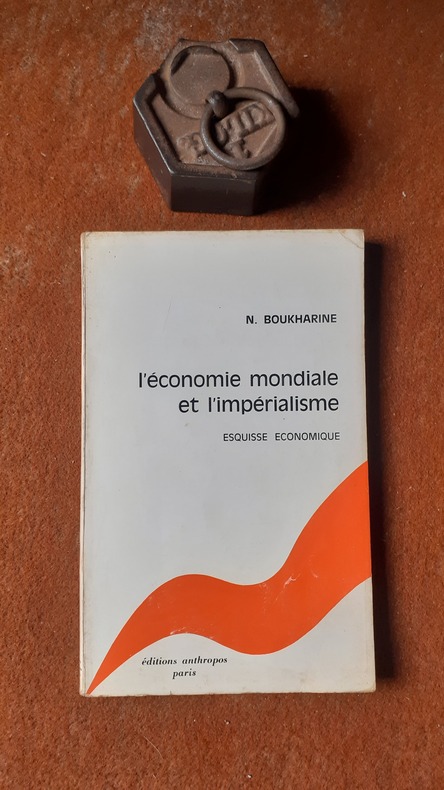 N. BOUKHARINE
l'économie mondiale
et l'impérialisme
ESQUISSE ECONOMIQUE
éditions anthropos
paris